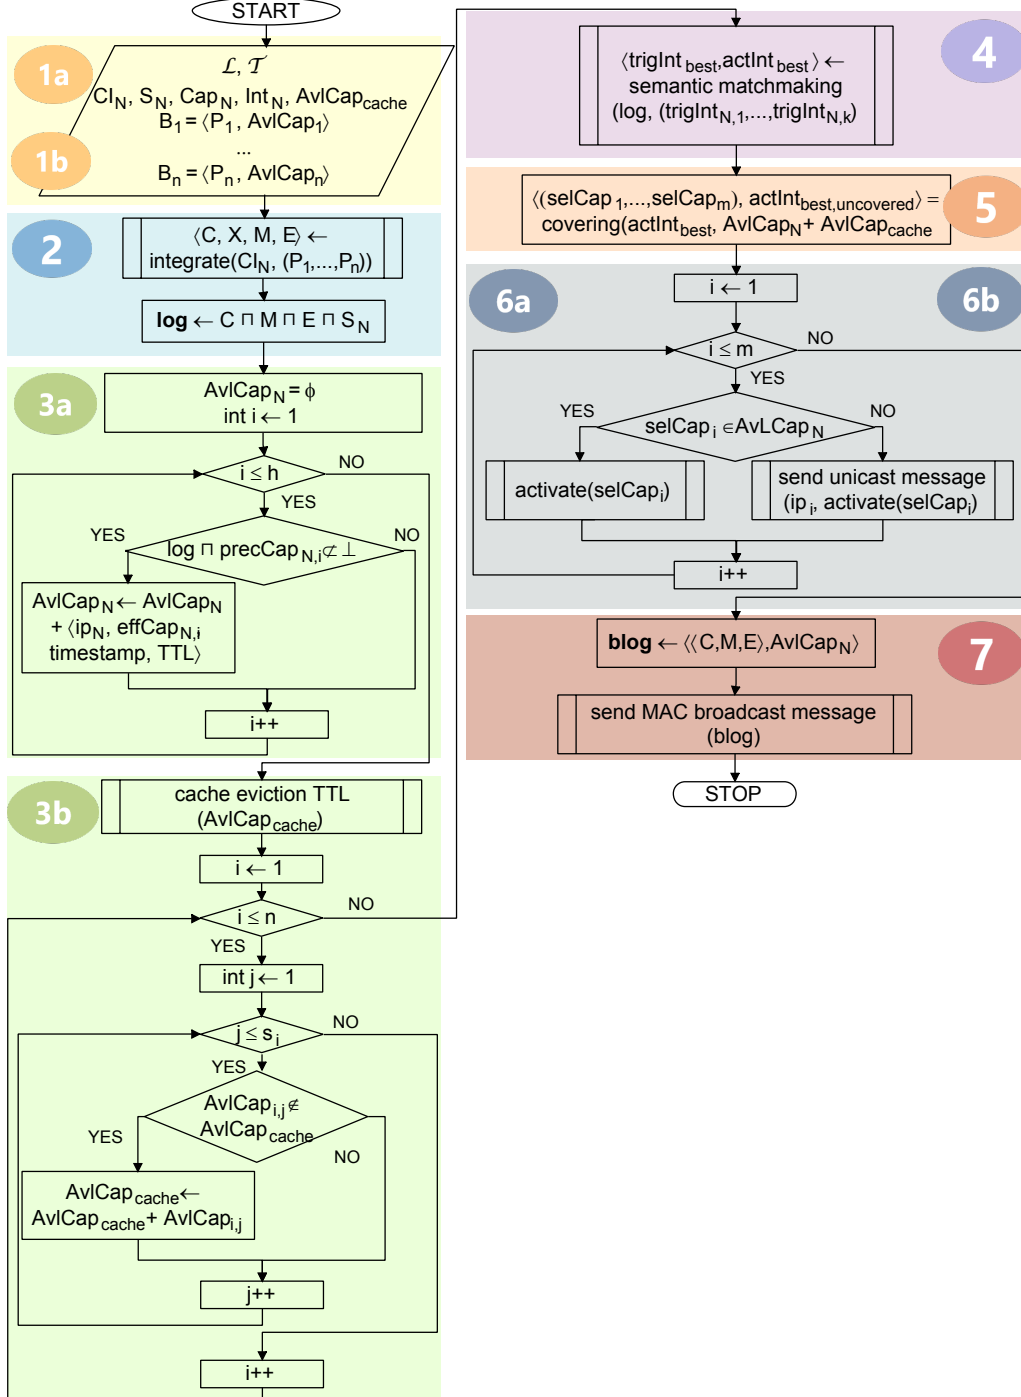 START
1a
ℒ, 𝒯
CI_N, S_N, Cap_N, Int_N, AvlCap_cache
B_1 = ⟨P_1, AvlCap_1⟩
...
1b
B_n = ⟨P_n, AvlCap_n⟩
2
⟨C, X, M, E⟩ ←
integrate(CI_N, (P_1,...,P_n))
log ← C ⊓ M ⊓ E ⊓ S_N
3a
AvlCap_N = ϕ
int i ← 1
i ≤ h
NO
YES
YES
NO
log ⊓ precCap_N,i ⊄ ⊥
AvlCap_N ← AvlCap_N
+ ⟨ip_N, effCap_N,i
timestamp, TTL⟩
i++
3b
cache eviction TTL
(AvlCap_cache)
i ← 1
i ≤ n
NO
YES
int j ← 1
j ≤ s_i
NO
YES
AvlCap_i,j ∉
AvlCap_cache
YES
NO
AvlCap_cache ←
AvlCap_cache + AvlCap_i,j
j++
i++
4
⟨trigInt_best, actInt_best⟩ ←
semantic matchmaking
(log, (trigInt_N,1,...,trigInt_N,k)
5
⟨(selCap_1,...,selCap_m), actInt_best,uncovered⟩ =
covering(actInt_best, AvlCap_N + AvlCap_cache
6a
6b
i ← 1
i ≤ m
NO
YES
YES
NO
selCap_i ∈ AvLCap_N
activate(selCap_i)
send unicast message
(ip_i, activate(selCap_i)
i++
7
blog ← ⟨⟨C,M,E⟩,AvlCap_N⟩
send MAC broadcast message
(blog)
STOP